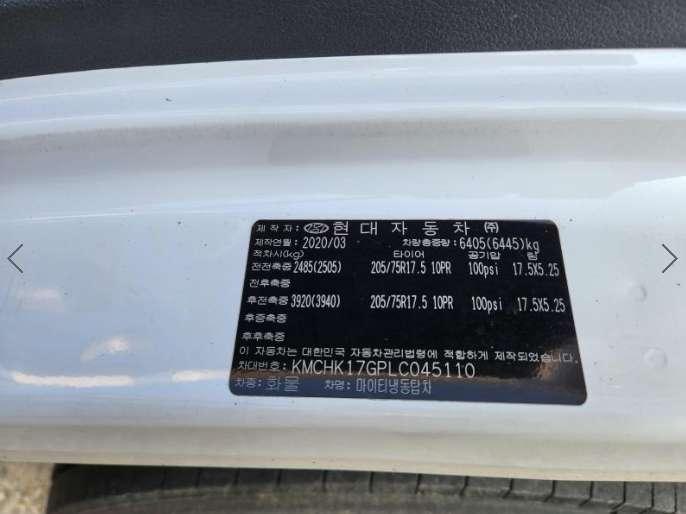 제작자: 현대자동차 ㈜
제작연월: 2020/03 차량총중량: 6405(6445)kg
적차시(kg) 타이어 공기압 림
전전축중 2485(2505) 205/75R17.5 10PR 100psi 17.5X5.25
전후축중
후전축중 3920(3940) 205/75R17.5 10PR 100psi 17.5X5.25
후중축중
후후축중
이 자동차는 대한민국 자동차관리법령에 적합하게 제작되었습니다.
차대번호: KMCHK17GPLC045110
차종: 화물 차명: 마이티냉동탑차